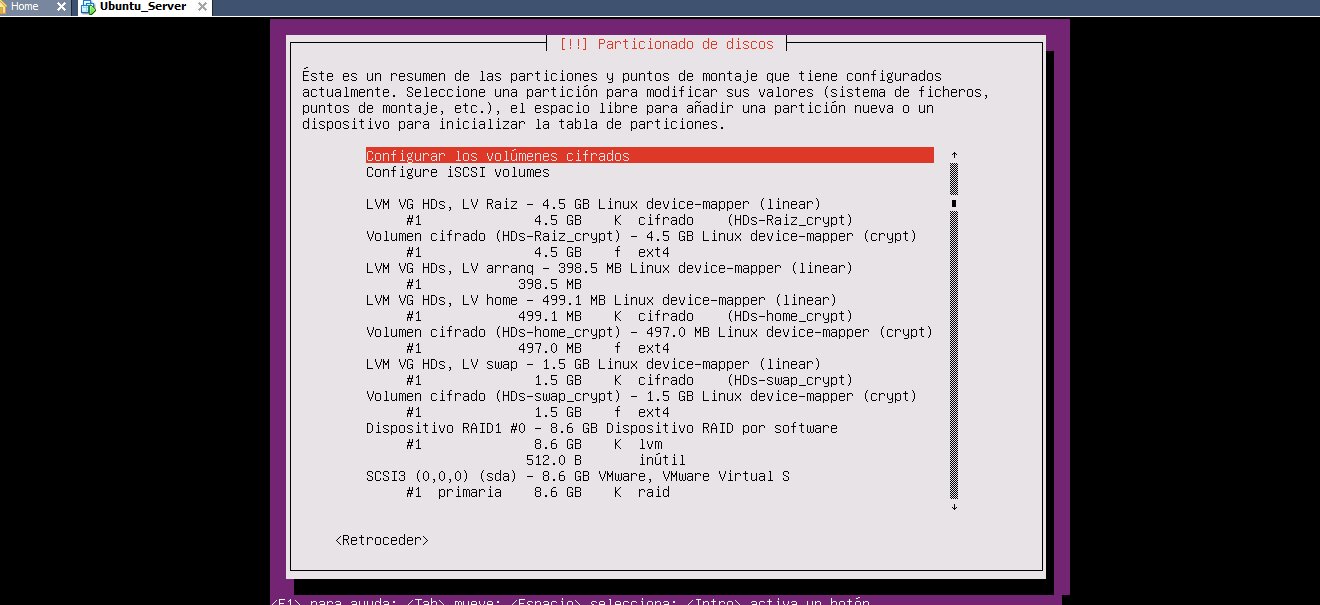 Home
Ubuntu_Server
[!!] Particionado de discos
Éste es un resumen de las particiones y puntos de montaje que tiene configurados
actualmente. Seleccione una partición para modificar sus valores (sistema de ficheros,
puntos de montaje, etc.), el espacio libre para añadir una partición nueva o un
dispositivo para inicializar la tabla de particiones.
Configurar los volúmenes cifrados
Configure iSCSI volumes
LVM VG HDs, LV Raiz - 4.5 GB Linux device-mapper (linear)
#1 4.5 GB K cifrado (HDs-Raiz_crypt)
Volumen cifrado (HDs-Raiz_crypt) - 4.5 GB Linux device-mapper (crypt)
#1 4.5 GB f ext4
LVM VG HDs, LV arranq - 398.5 MB Linux device-mapper (linear)
#1 398.5 MB
LVM VG HDs, LV home - 499.1 MB Linux device-mapper (linear)
#1 499.1 MB K cifrado (HDs-home_crypt)
Volumen cifrado (HDs-home_crypt) - 497.0 MB Linux device-mapper (crypt)
#1 497.0 MB f ext4
LVM VG HDs, LV swap - 1.5 GB Linux device-mapper (linear)
#1 1.5 GB K cifrado (HDs-swap_crypt)
Volumen cifrado (HDs-swap_crypt) - 1.5 GB Linux device-mapper (crypt)
#1 1.5 GB f ext4
Dispositivo RAID1 #0 - 8.6 GB Dispositivo RAID por software
#1 8.6 GB K lvm
512.0 B inútil
SCSI3 (0,0,0) (sda) - 8.6 GB VMware, VMware Virtual S
#1 primaria 8.6 GB K raid
<Retroceder>
<F1> para ayuda; <Tab> mueve; <Espacio> selecciona; <Intro> activa un botón